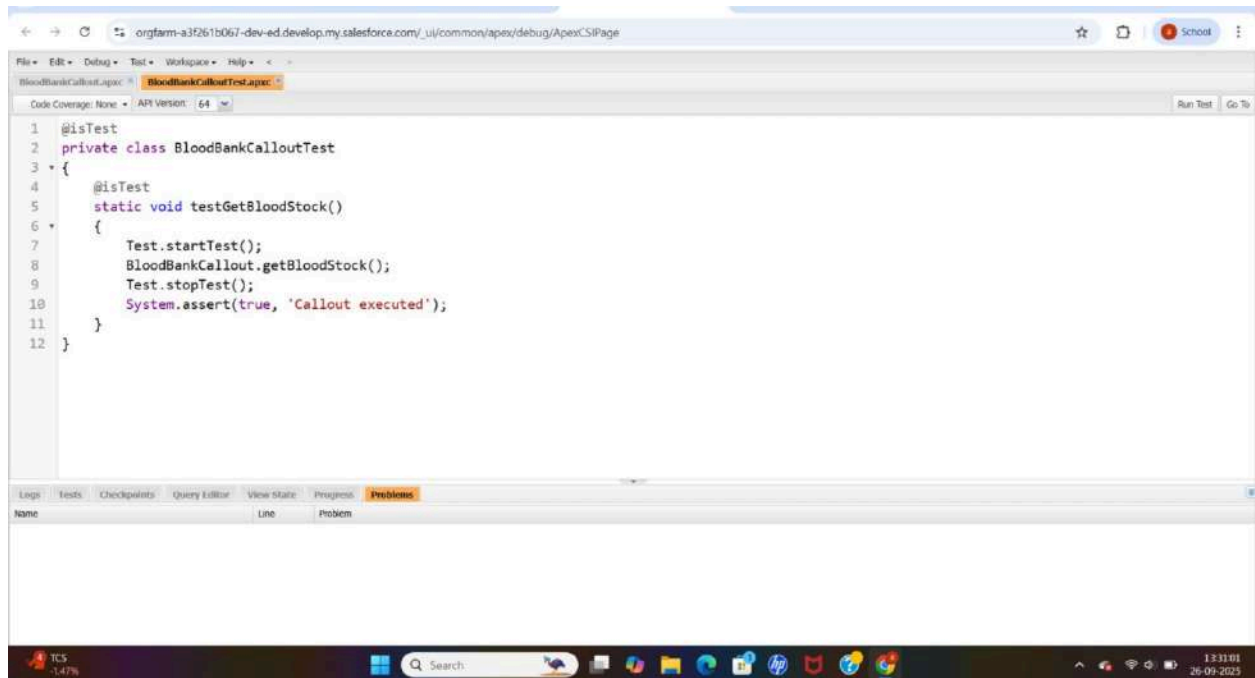 orgfarm-a3f261b067-dev-ed.develop.my.salesforce.com/_ui/common/apex/debug/ApexCSIPage
School
File Edit Debug Test Workspace Help < >
BloodBankCallout.apxc BloodBankCalloutTest.apxc
Code Coverage: None API Version: 64 Run Test Go To
1 @isTest
2 private class BloodBankCalloutTest
3 {
4 @isTest
5 static void testGetBloodStock()
6 {
7 Test.startTest();
8 BloodBankCallout.getBloodStock();
9 Test.stopTest();
10 System.assert(true, 'Callout executed');
11 }
12 }
Logs Tests Checkpoints Query Editor View State Progress Problems
Name Line Problem
TCS
-1.47%
Search
13:31:01
26-09-2025